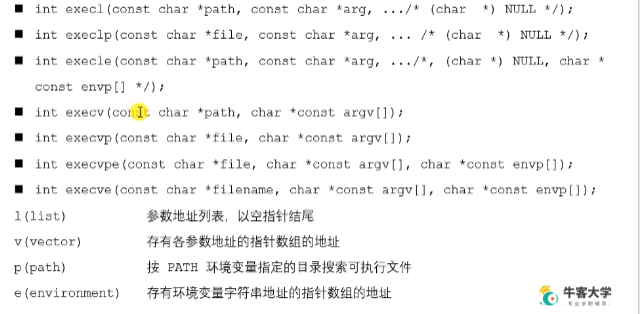 ■ int execl(const char *path, const char *arg, .../* (char  *) NULL */);
■ int execlp(const char *file, const char *arg, ... /* (char  *) NULL */);
■ int execle(const char *path, const char *arg, .../*, (char *) NULL, char *
const envp[] */);
■ int execv(const char *path, char *const argv[]);
■ int execvp(const char *file, char *const argv[]);
■ int execvpe(const char *file, char *const argv[], char *const envp[]);
■ int execve(const char *filename, char *const argv[], char *const envp[]);
l(list) 参数地址列表，以空指针结尾
v(vector) 存有各参数地址的指针数组的地址
p(path) 按 PATH 环境变量指定的目录搜索可执行文件
e(environment) 存有环境变量字符串地址的指针数组的地址
牛客大学
-专业求职辅导-